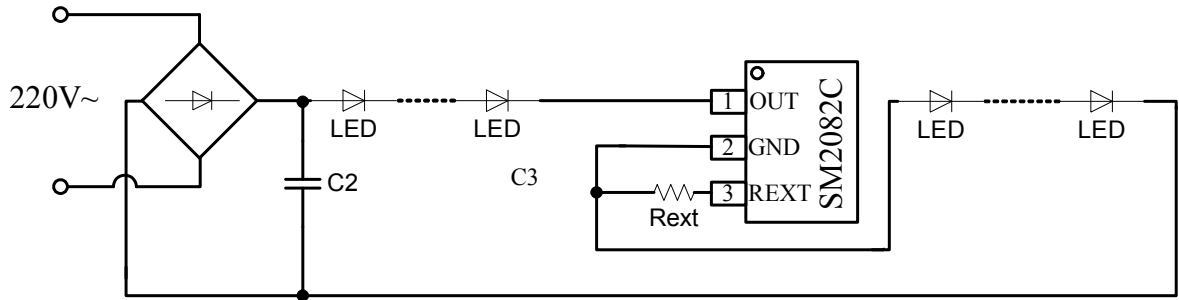 220V~
LED
LED
C2
C3
Rext
1 OUT
2 GND
3 REXT
SM2082C
LED
LED